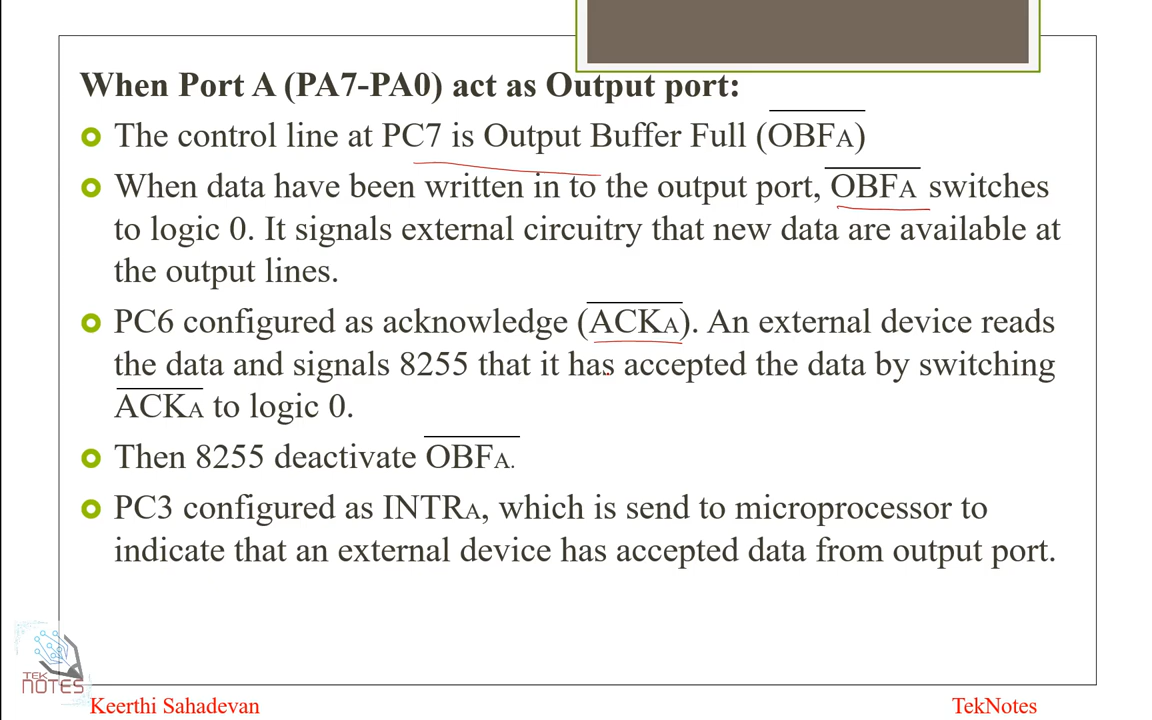 When Port A (PA7-PA0) act as Output port:
The control line at PC7 is Output Buffer Full (O̅B̅F̅A̅)
When data have been written in to the output port, O̅B̅F̅A̅ switches
to logic 0. It signals external circuitry that new data are available at
the output lines.
PC6 configured as acknowledge (A̅C̅K̅A̅). An external device reads
the data and signals 8255 that it has accepted the data by switching
A̅C̅K̅A̅ to logic 0.
Then 8255 deactivate O̅B̅F̅A̅.
PC3 configured as INTRA, which is send to microprocessor to
indicate that an external device has accepted data from output port.
TEK
NOTES
Keerthi Sahadevan
TekNotes